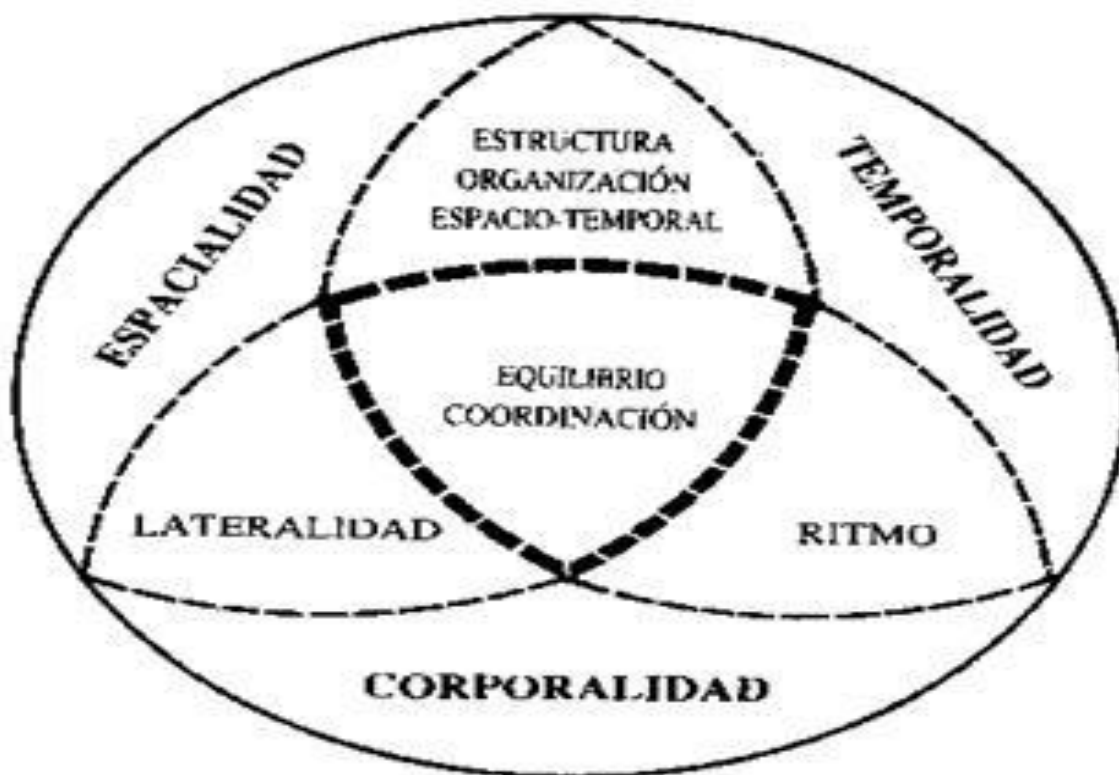 ESTRUCTURA
ORGANIZACIÓN
ESPACIO-TEMPORAL
ESPACIALIDAD
TEMPORALIDAD
EQUILIBRIO
COORDINACIÓN
LATERALIDAD
RITMO
CORPORALIDAD